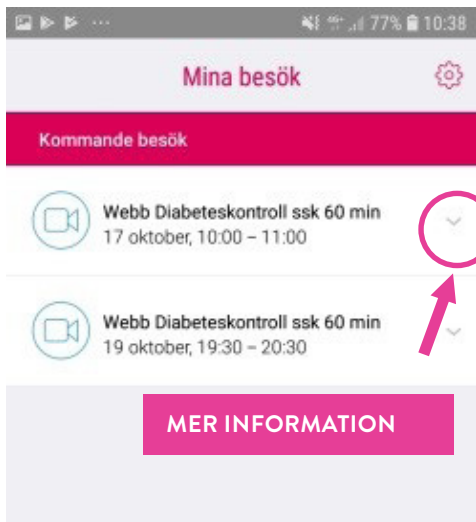 77% 10:38
Mina besök
Kommande besök
Webb Diabeteskontroll ssk 60 min
17 oktober, 10:00 – 11:00
Webb Diabeteskontroll ssk 60 min
19 oktober, 19:30 – 20:30
MER INFORMATION